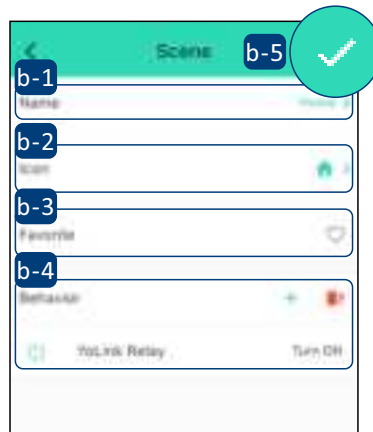 Scene
b-5
b-1
Name
b-2
Icon
b-3
Favorite
b-4
Behavior
YoLink Relay Turn Off